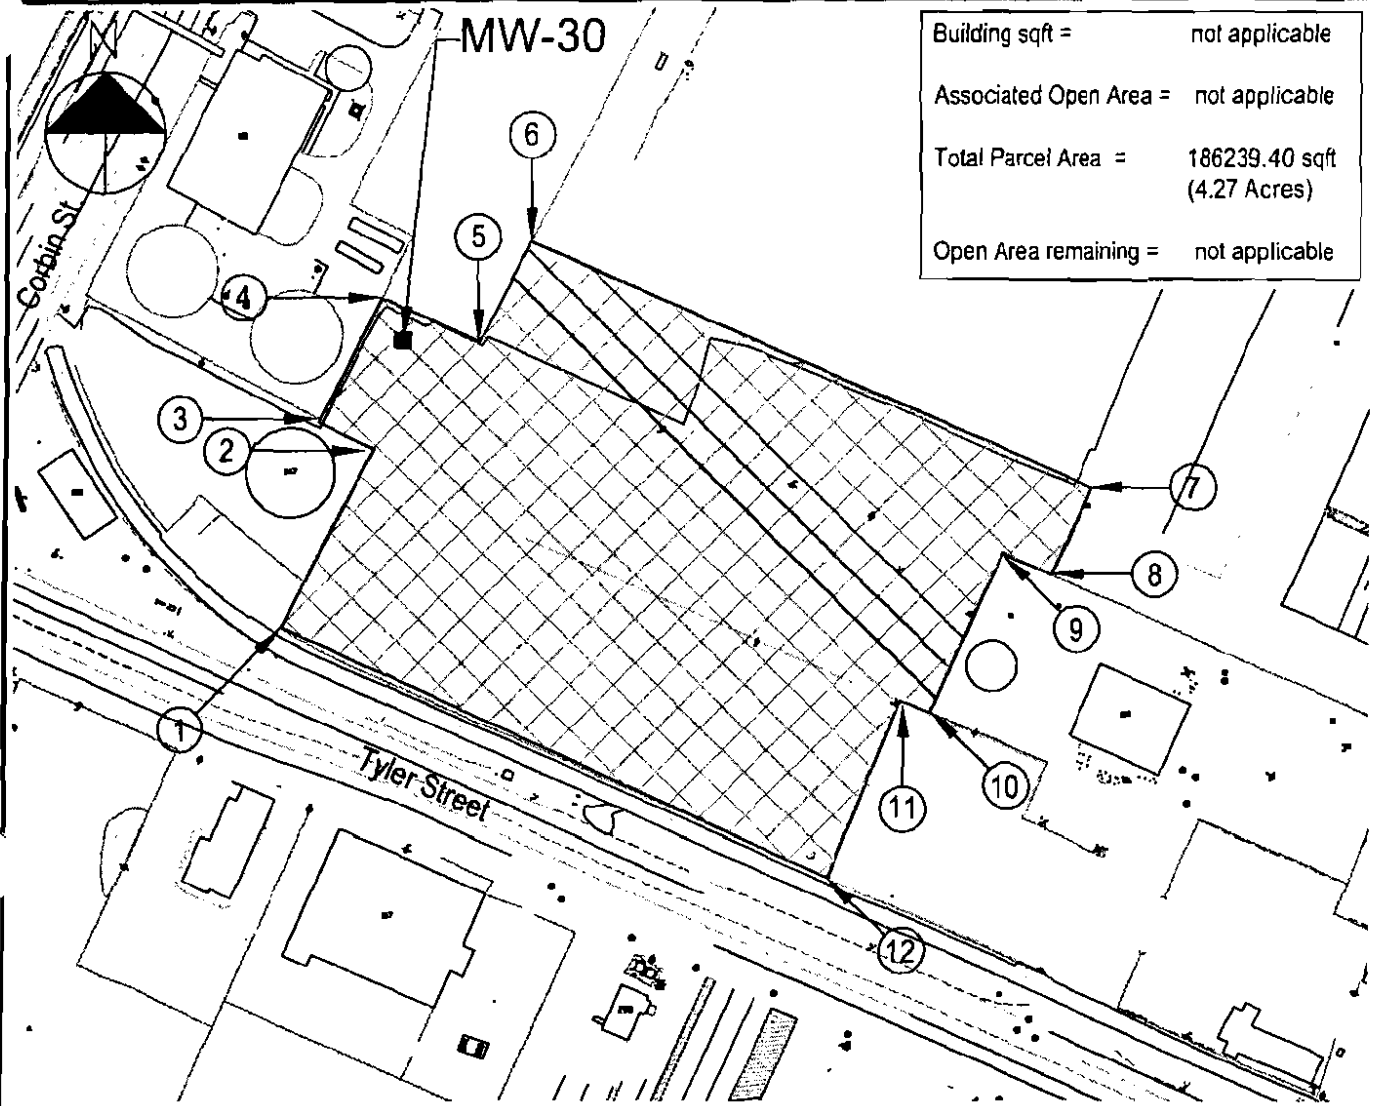 MW-30
Building sqft = not applicable
Associated Open Area = not applicable
Total Parcel Area = 186239.40 sqft
(4.27 Acres)
Open Area remaining = not applicable
N
6
5
4
3
2
7
8
9
10
11
12
1
Corbin St.
Tyler Street